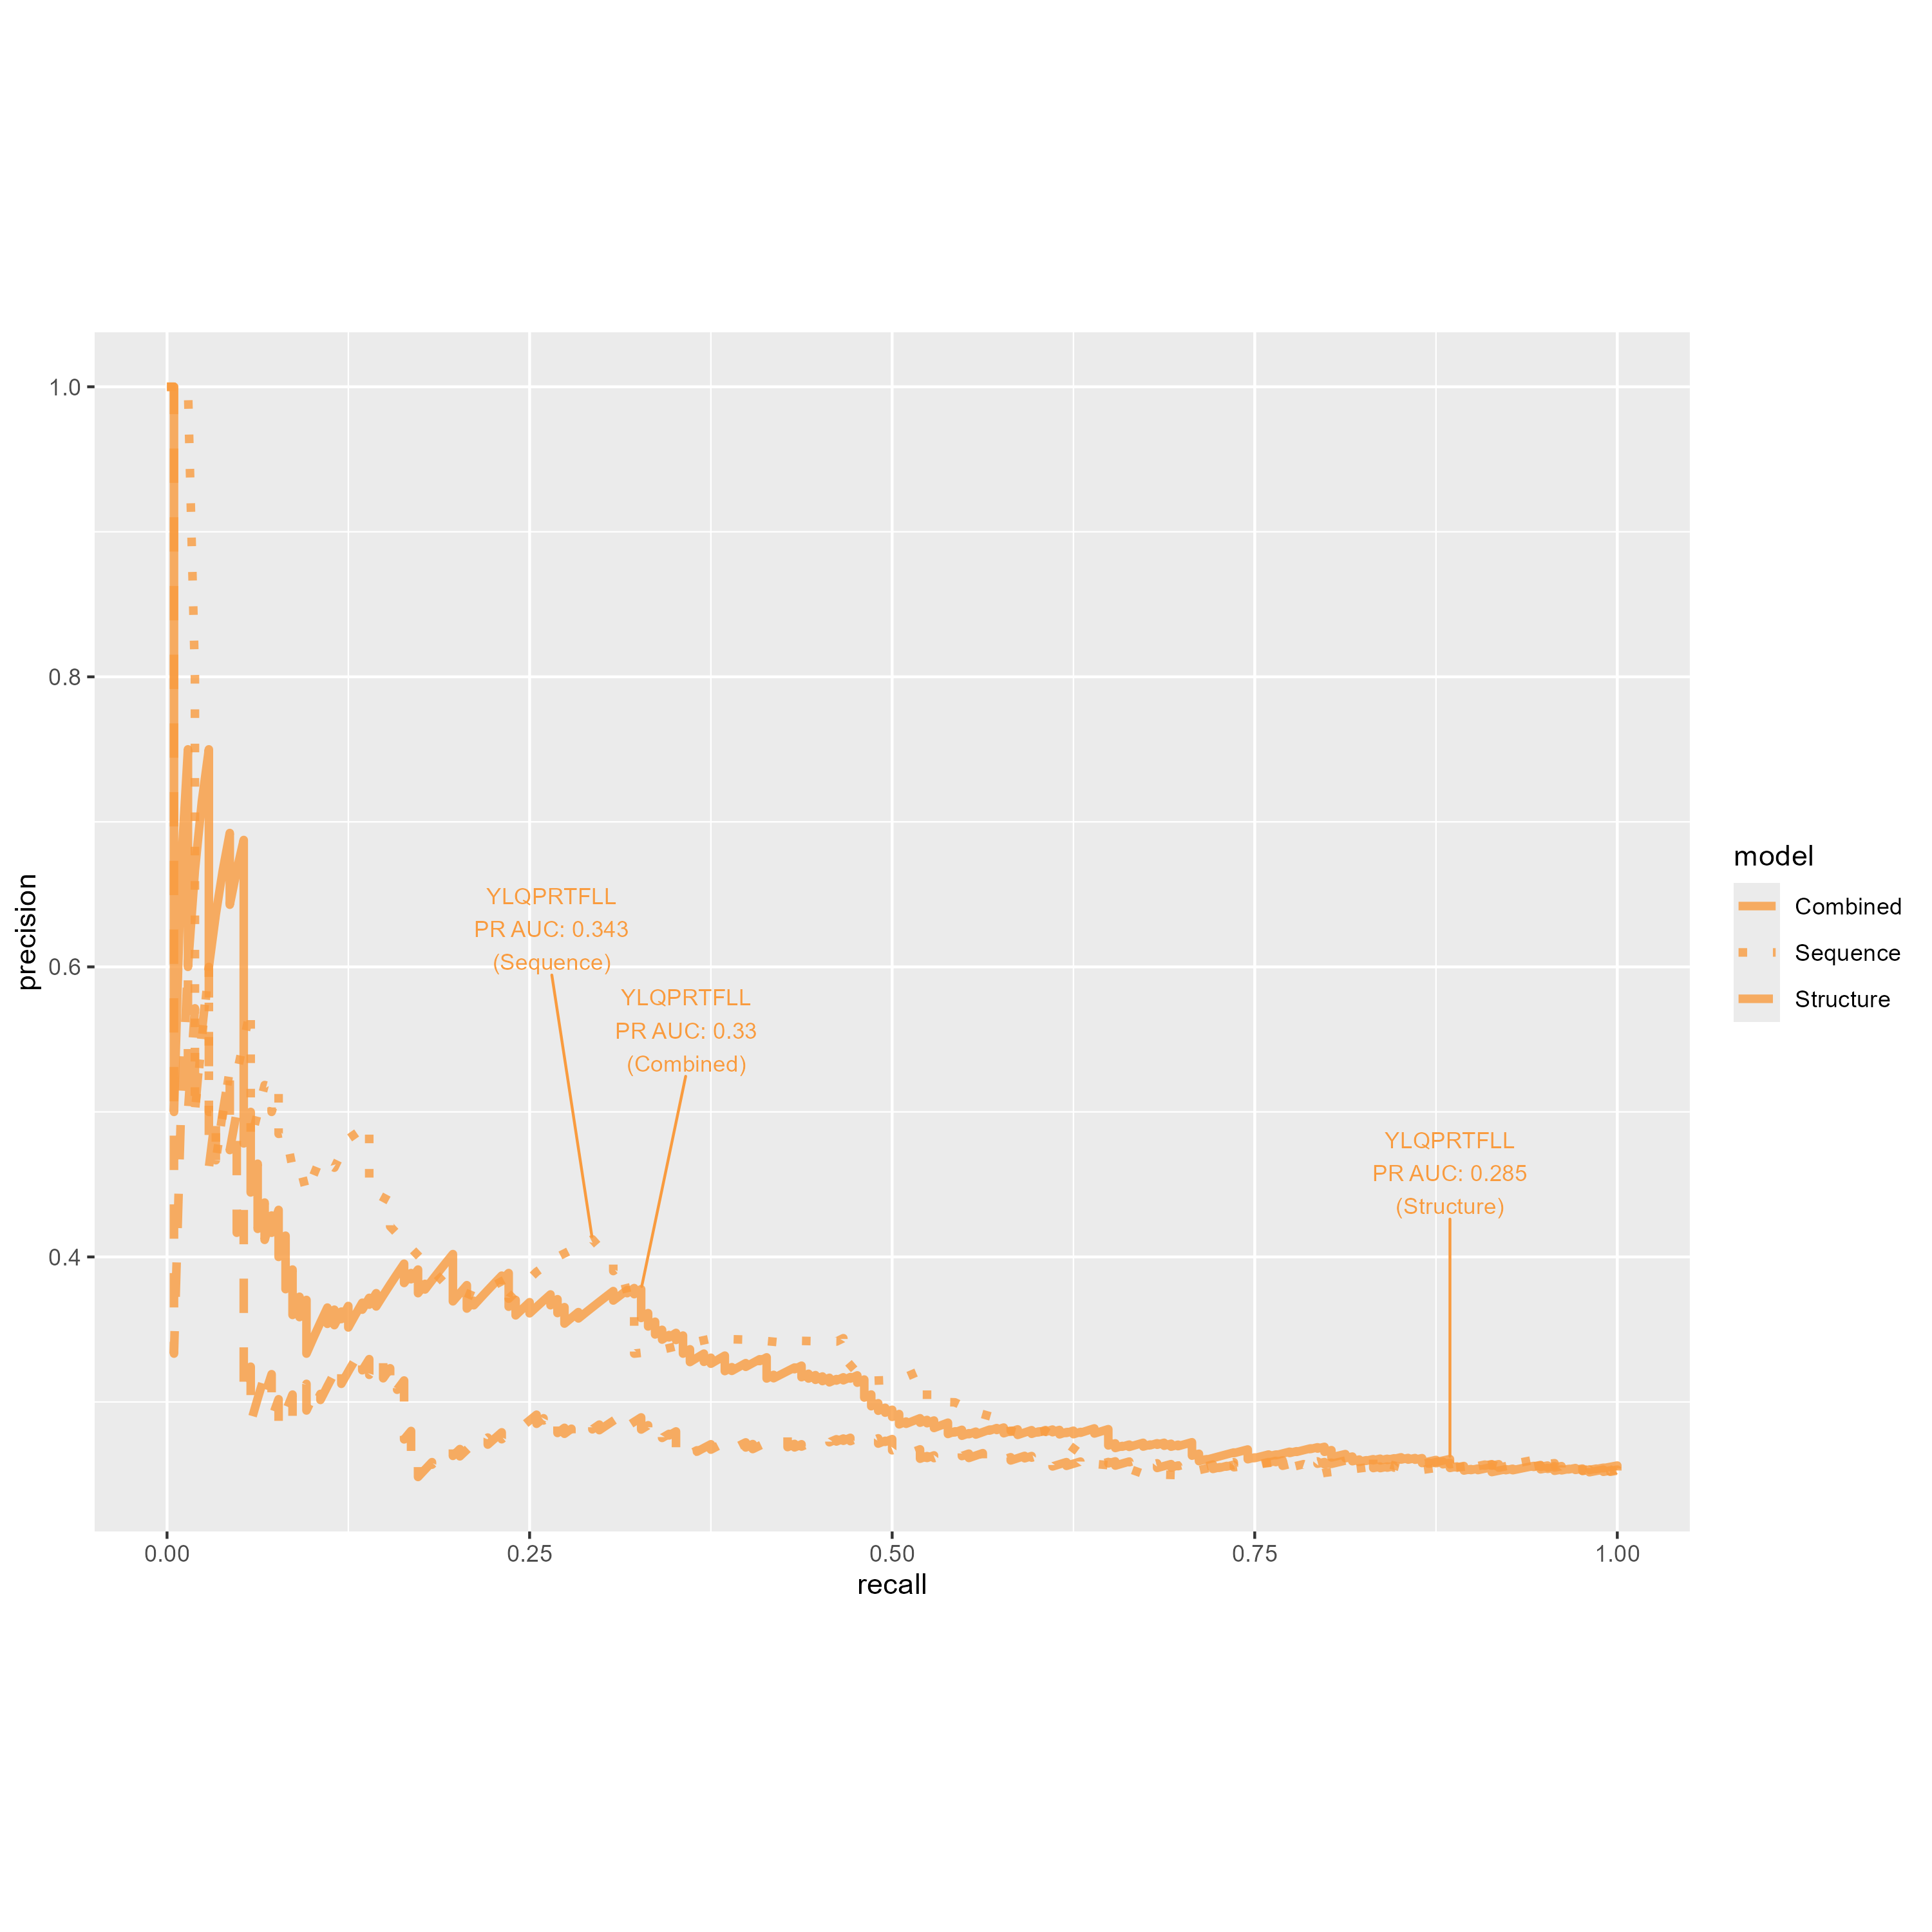 precision
1.0
0.8
0.6
0.4
YLQPRTFLL
PR AUC: 0.343
(Sequence)
YLQPRTFLL
PR AUC: 0.33
(Combined)
YLQPRTFLL
PR AUC: 0.285
(Structure)
0.00
0.25
0.50
0.75
1.00
recall
model
Combined
Sequence
Structure